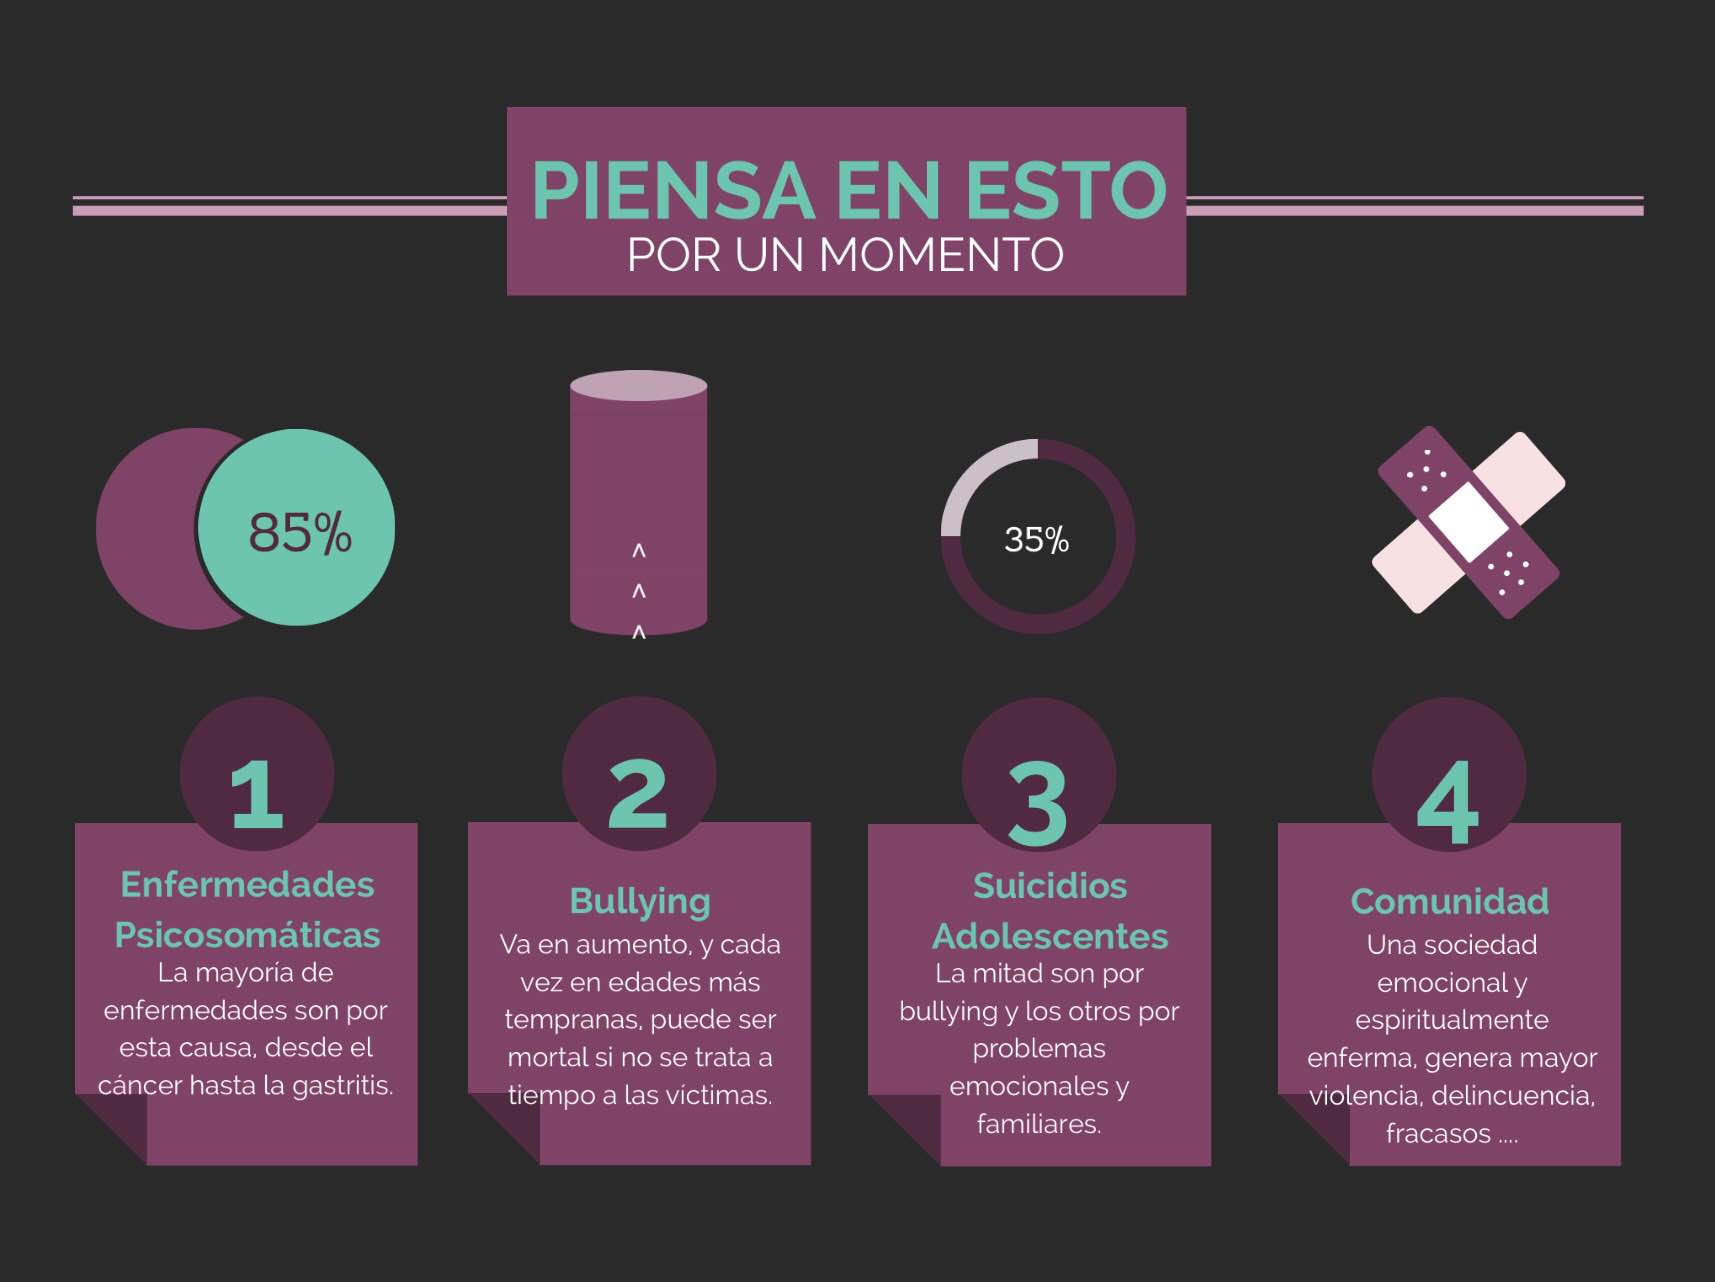 PIENSA EN ESTO
POR UN MOMENTO
85%
^
^
^
35%
1
Enfermedades
Psicosomáticas
La mayoría de
enfermedades son por
esta causa, desde el
cáncer hasta la gastritis.
2
Bullying
Va en aumento, y cada
vez en edades más
tempranas, puede ser
mortal si no se trata a
tiempo a las víctimas.
3
Suicidios
Adolescentes
La mitad son por
bullying y los otros por
problemas
emocionales y
familiares.
4
Comunidad
Una sociedad
emocional y
espiritualmente
enferma, genera mayor
violencia, delincuencia,
fracasos ....